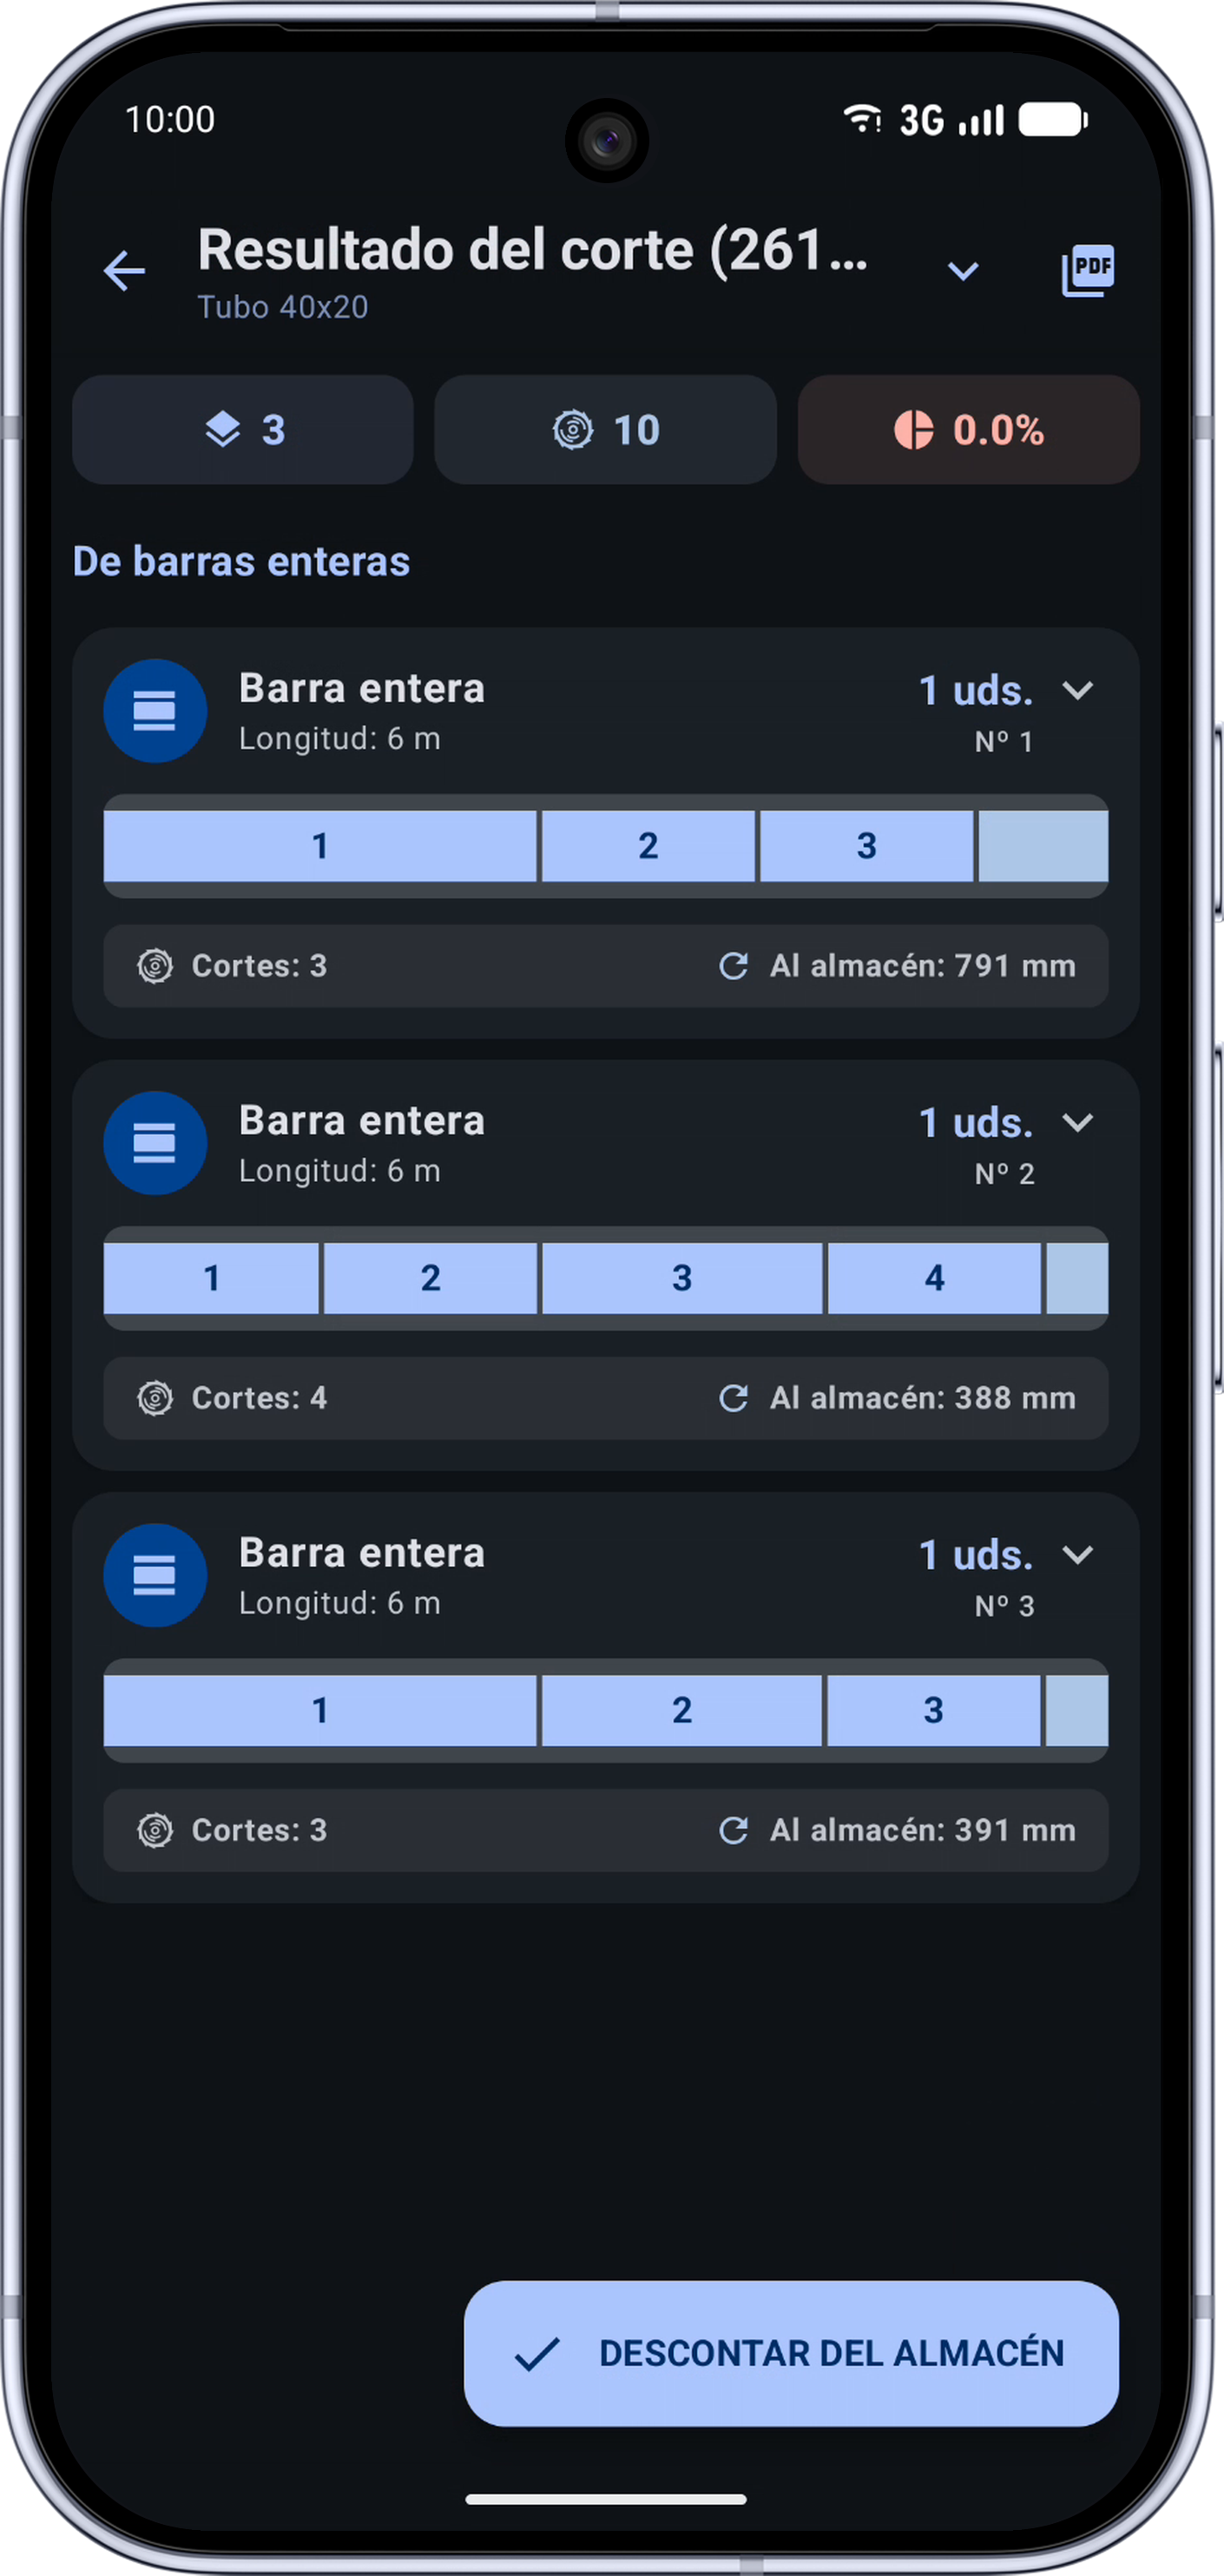 10:00
3G
Resultado del corte (261...
Tubo 40x20
PDF
3
10
0.0%
De barras enteras
Barra entera
1 uds.
Longitud: 6 m
Nº 1
1 2 3
Cortes: 3
Al almacén: 791 mm
Barra entera
1 uds.
Longitud: 6 m
Nº 2
1 2 3 4
Cortes: 4
Al almacén: 388 mm
Barra entera
1 uds.
Longitud: 6 m
Nº 3
1 2 3
Cortes: 3
Al almacén: 391 mm
DESCONTAR DEL ALMACÉN